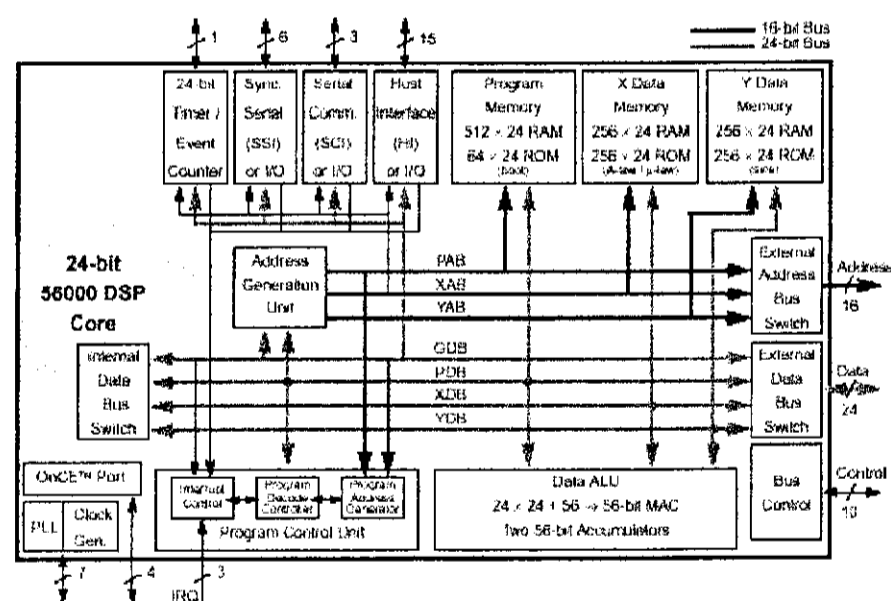 1
6
3
15
16-bit Bus
24-bit Bus
24-bit
Timer /
Event
Counter
Sync.
Serial
(SSI)
or I/O
Serial
Comm.
(SCI)
or I/O
Host
Interface
(HI)
or I/O
Program
Memory
512 × 24 RAM
64 × 24 ROM
(boot)
X Data
Memory
256 × 24 RAM
256 × 24 ROM
(A-law / μ-law)
Y Data
Memory
256 × 24 RAM
256 × 24 ROM
(sine)
24-bit
56000 DSP
Core
Address
Generation
Unit
PAB
XAB
YAB
External
Address
Bus
Switch
Address
16
Internal
Data
Bus
Switch
GDB
PDB
XDB
YDB
External
Data
Bus
Switch
Data
24
OnCE™ Port
PLL
Clock
Gen.
Interrupt
Control
Program
Decode
Controller
Program
Address
Generator
Program Control Unit
Data ALU
24 × 24 + 56 → 56-bit MAC
Two 56-bit Accumulators
Bus
Control
Control
10
7
4
3
IRQ